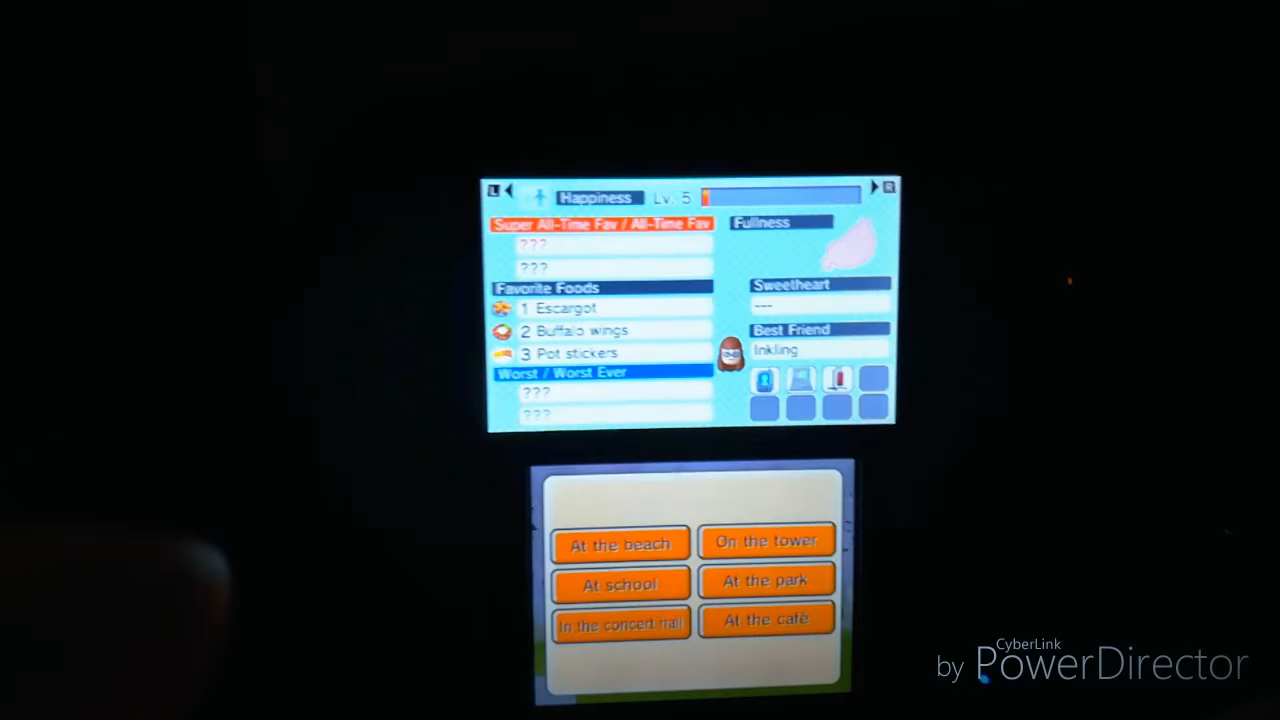 L Happiness Lv. 5 R
Super All-Time Fav / All-Time Fav
???
???
Favorite Foods
1 Escargot
2 Buffalo wings
3 Pot stickers
Worst / Worst Ever
???
???
Fullness
Sweetheart
---
Best Friend
Inkling
At the beach
On the tower
At school
At the park
In the concert hall
At the café
CyberLink
by PowerDirector